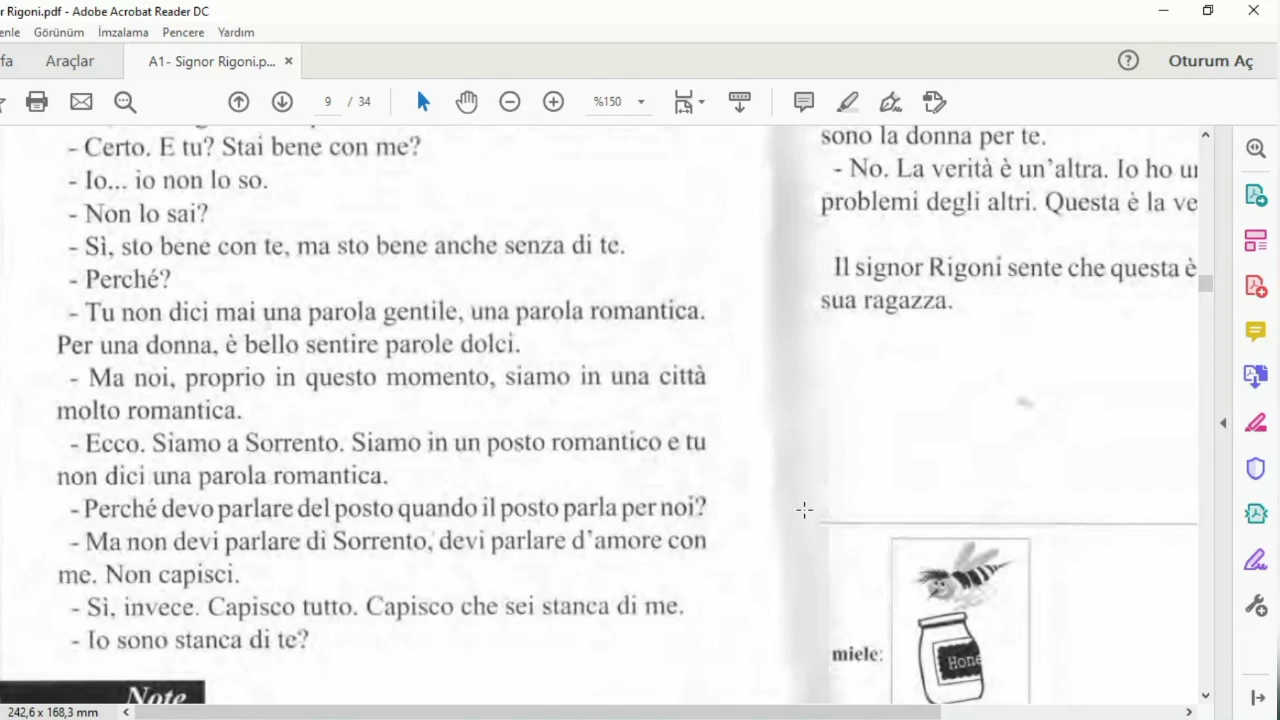 r Rigoni.pdf - Adobe Acrobat Reader DC
enle Görünüm İmzalama Pencere Yardım
fa Araçlar A1- Signor Rigoni.p... × ? Oturum Aç
9 / 34 %150
- Certo. E tu? Stai bene con me?
- Io... io non lo so.
- Non lo sai?
- Sì, sto bene con te, ma sto bene anche senza di te.
- Perché?
- Tu non dici mai una parola gentile, una parola romantica.
Per una donna, è bello sentire parole dolci.
- Ma noi, proprio in questo momento, siamo in una città
molto romantica.
- Ecco. Siamo a Sorrento. Siamo in un posto romantico e tu
non dici una parola romantica.
- Perché devo parlare del posto quando il posto parla per noi?
- Ma non devi parlare di Sorrento, devi parlare d'amore con
me. Non capisci.
- Sì, invece. Capisco tutto. Capisco che sei stanca di me.
- Io sono stanca di te?
Note
sono la donna per te.
- No. La verità è un'altra. Io ho
problemi degli altri. Questa è la ve
Il signor Rigoni sente che questa è
sua ragazza.
miele:
Hone
242,6 x 168,3 mm